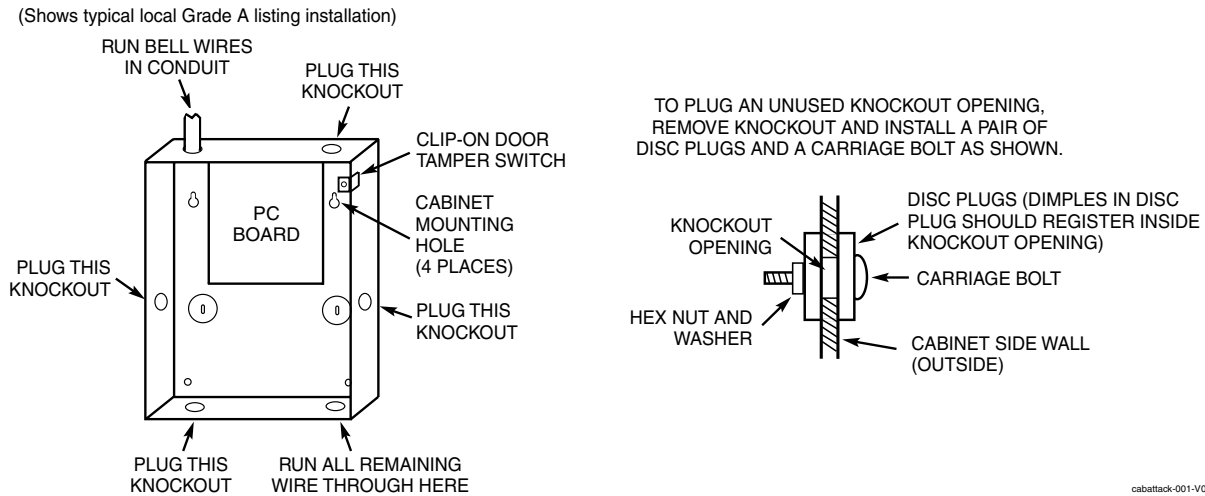 (Shows typical local Grade A listing installation)
RUN BELL WIRES
IN CONDUIT
PLUG THIS
KNOCKOUT
CLIP-ON DOOR
TAMPER SWITCH
CABINET
MOUNTING
HOLE
(4 PLACES)
PC
BOARD
PLUG THIS
KNOCKOUT
PLUG THIS
KNOCKOUT
PLUG THIS
KNOCKOUT
RUN ALL REMAINING
WIRE THROUGH HERE
TO PLUG AN UNUSED KNOCKOUT OPENING,
REMOVE KNOCKOUT AND INSTALL A PAIR OF
DISC PLUGS AND A CARRIAGE BOLT AS SHOWN.
KNOCKOUT
OPENING
DISC PLUGS (DIMPLES IN DISC
PLUG SHOULD REGISTER INSIDE
KNOCKOUT OPENING)
CARRIAGE BOLT
HEX NUT AND
WASHER
CABINET SIDE WALL
(OUTSIDE)
cabattack-001-V0